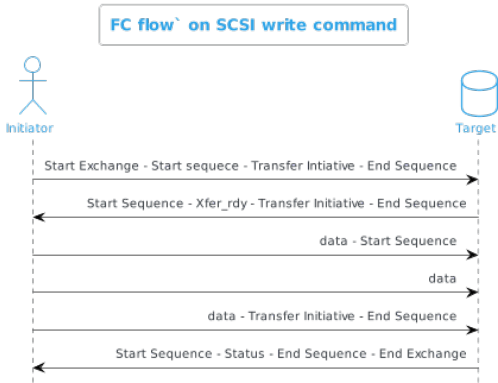 FC flow` on SCSI write command
Initiator
Target
Start Exchange - Start sequece - Transfer Intiative - End Sequence
Start Sequence - Xfer_rdy - Transfer Initiative - End Sequence
data - Start Sequence
data
data - Transfer Initiative - End Sequence
Start Sequence - Status - End Sequence - End Exchange